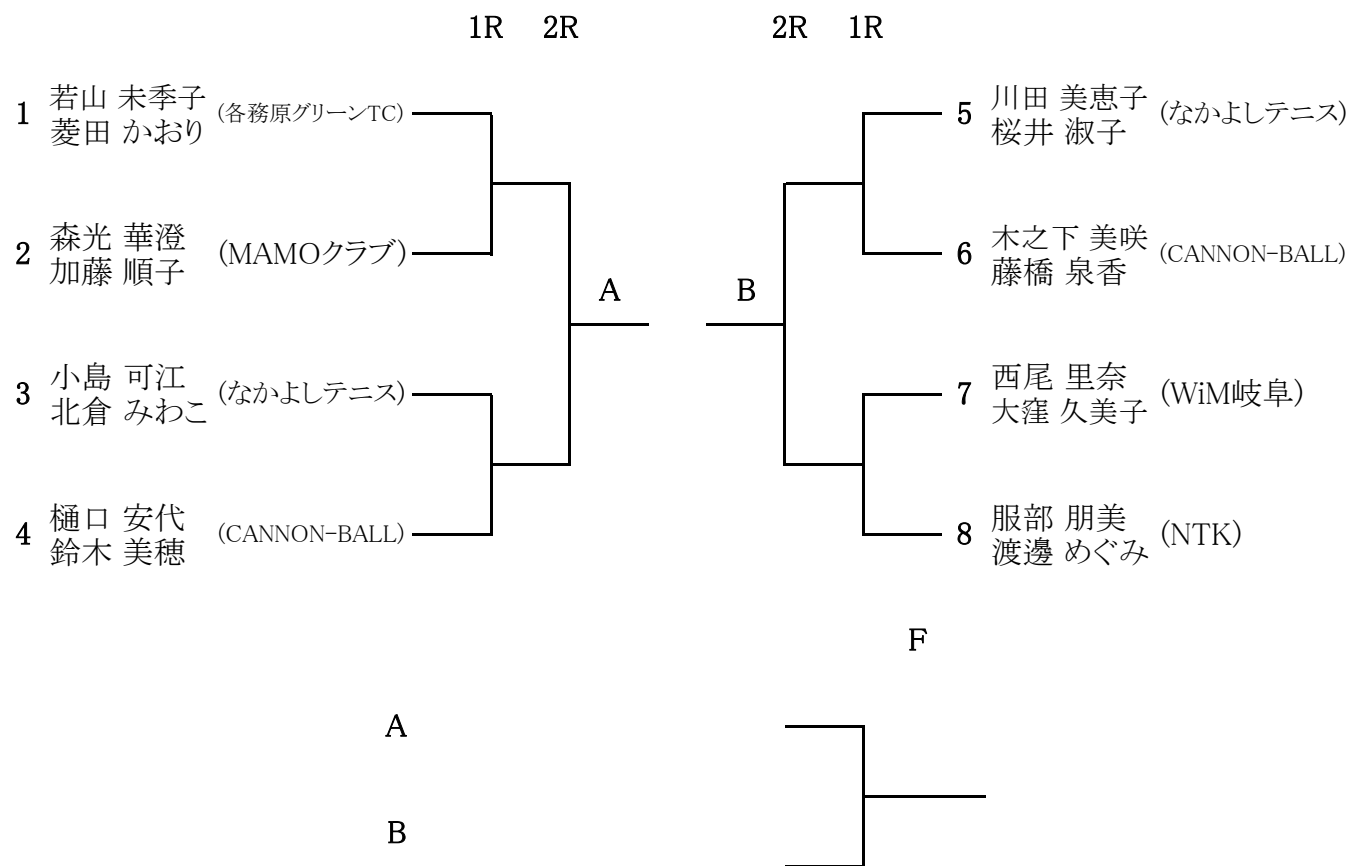 1R 2R 2R 1R
1 若山 未季子 (各務原グリーンTC)
菱田 かおり
2 森光 華澄 (MAMOクラブ)
加藤 順子
3 小島 可江 (なかよしテニス)
北倉 みわこ
4 樋口 安代 (CANNON-BALL)
鈴木 美穂
A
B
5 川田 美恵子 (なかよしテニス)
桜井 淑子
6 木之下 美咲 (CANNON-BALL)
藤橋 泉香
7 西尾 里奈 (WiM岐阜)
大窪 久美子
8 服部 朋美 (NTK)
渡邊 めぐみ
F
A
B